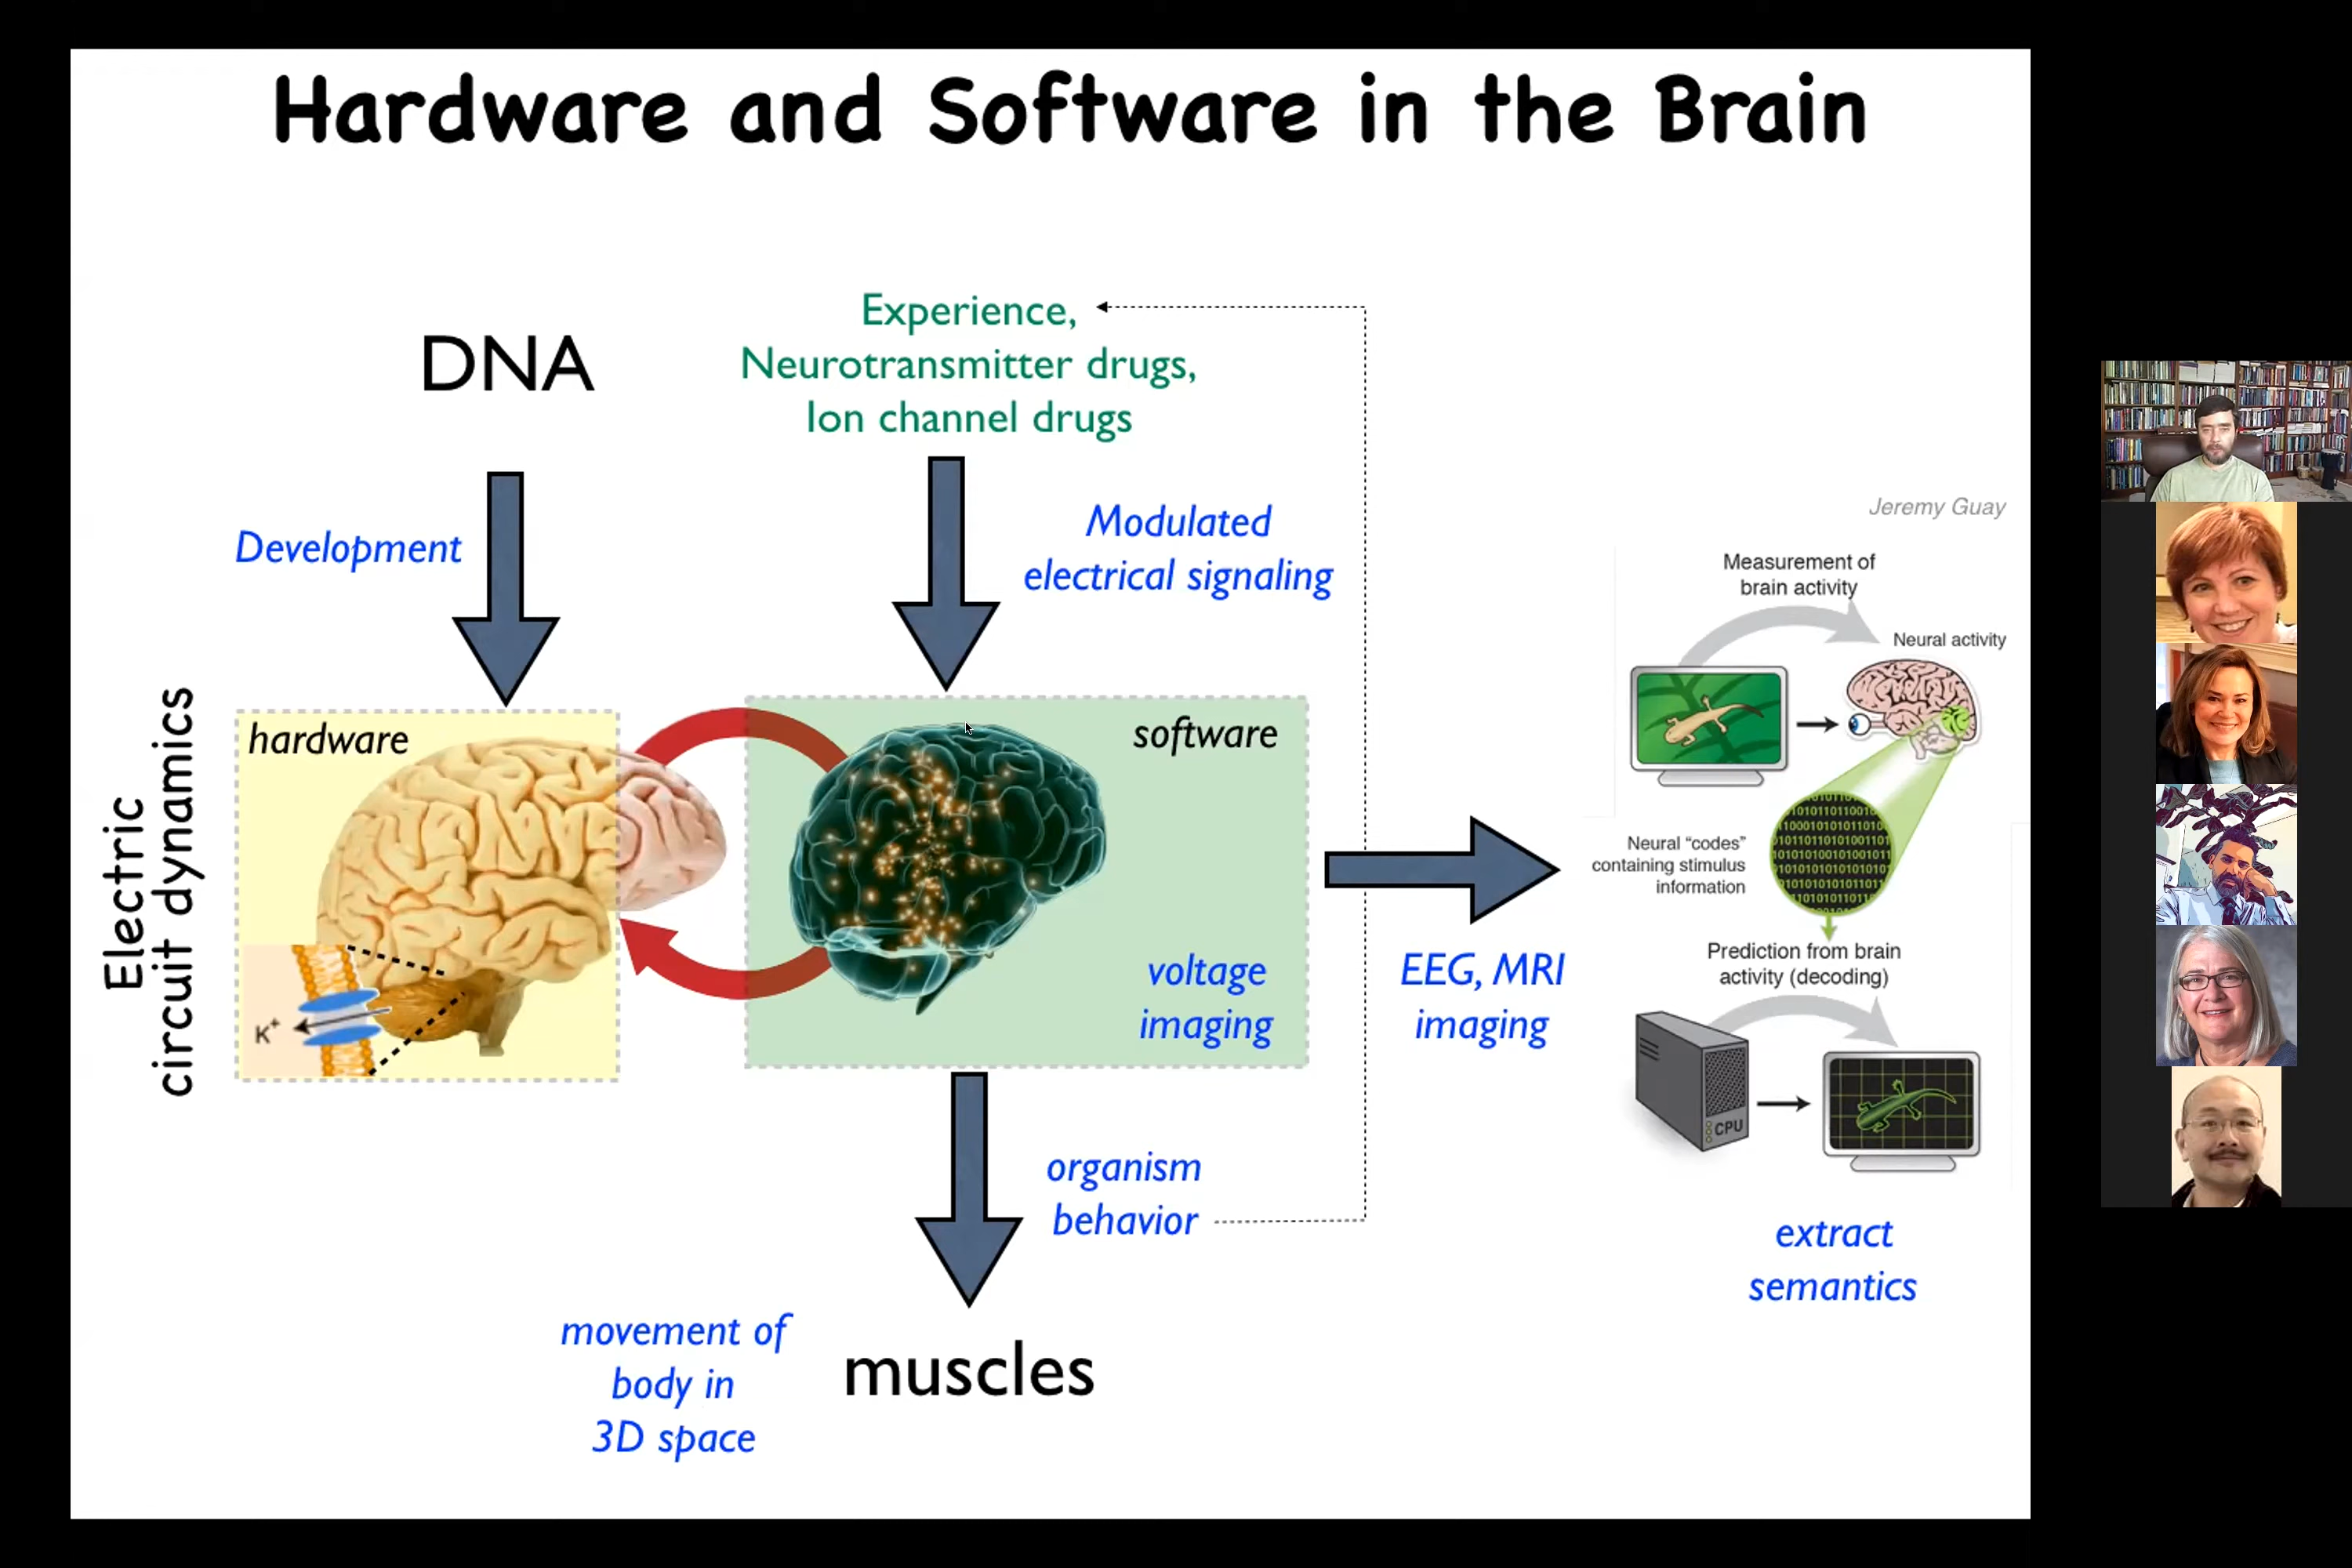 Hardware and Software in the Brain
DNA
Experience,
Neurotransmitter drugs,
Ion channel drugs
Development
Modulated
electrical signaling
Electric
circuit dynamics
hardware
K+
software
voltage
imaging
EEG, MRI
imaging
organism
behavior
movement of
body in
3D space
muscles
Jeremy Guay
Measurement of
brain activity
Neural activity
Neural “codes”
containing stimulus
information
Prediction from brain
activity (decoding)
CPU
extract
semantics